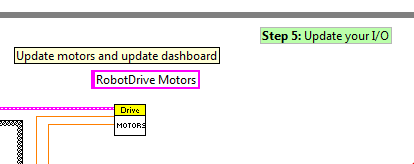 Step 5: Update your I/O
Update motors and update dashboard
RobotDrive Motors
Drive
MOTORS